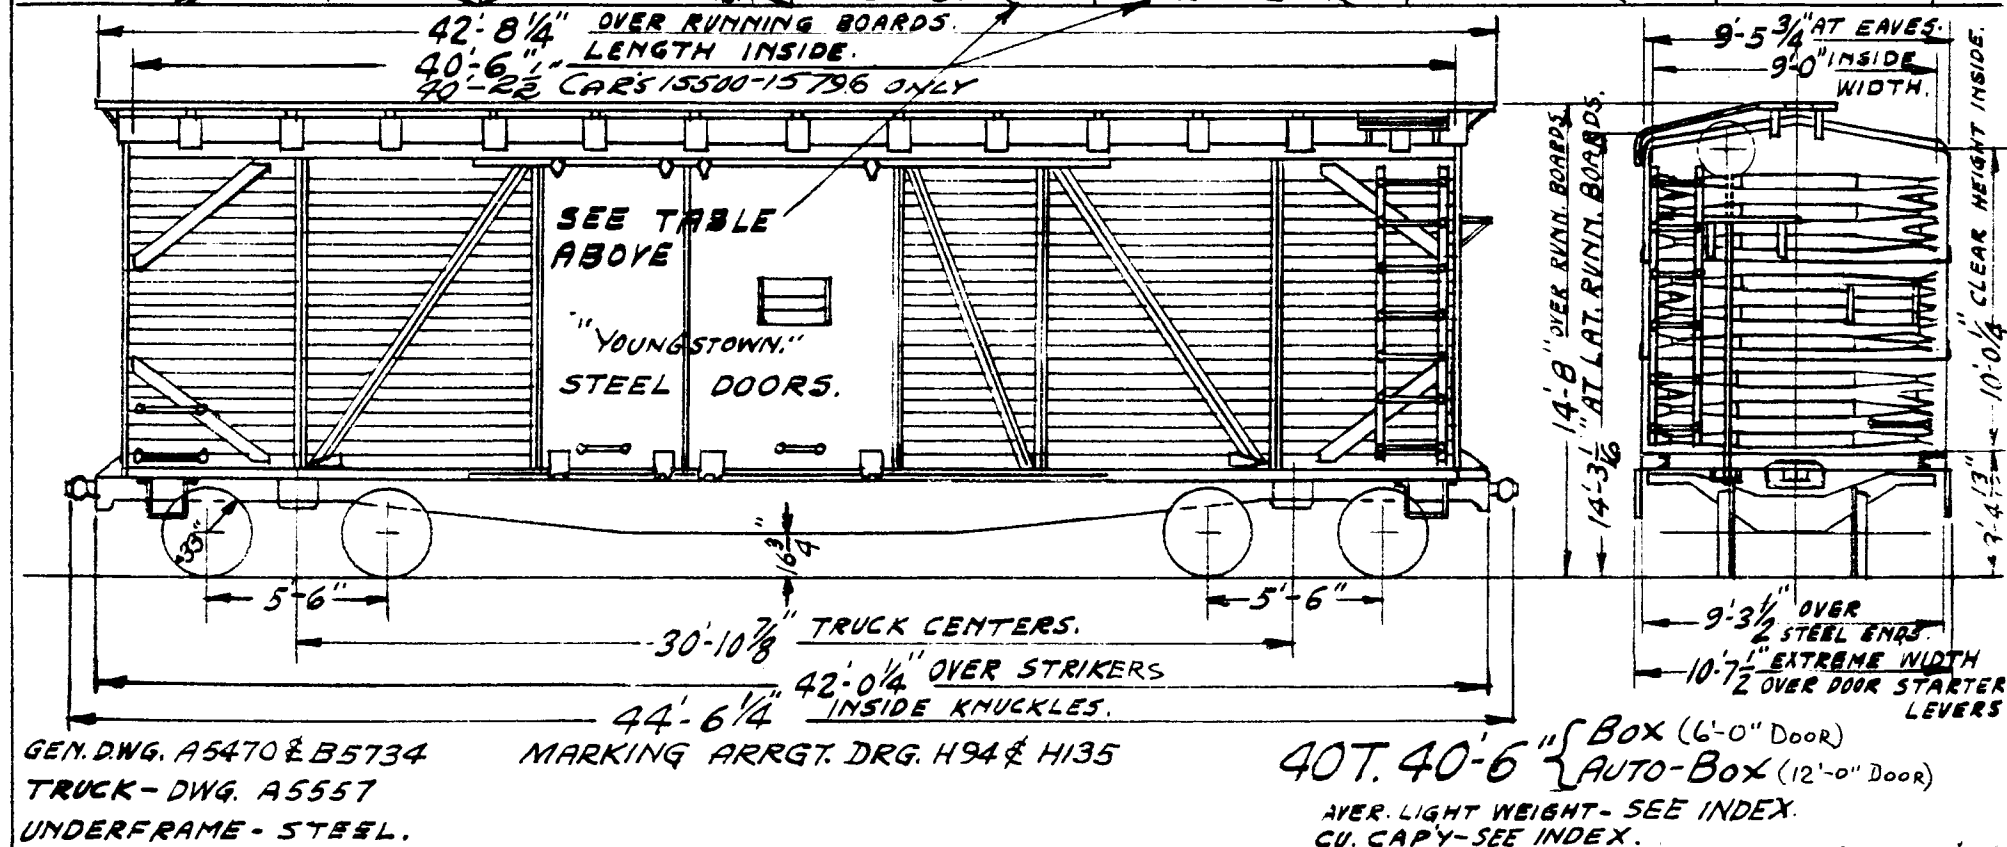 42'-8 1/4" OVER RUNNING BOARDS.
40'-6" LENGTH INSIDE.
40'-2 1/2" CAR'S 15500-15796 ONLY
9'-5 3/4" AT EAVES.
9'-0" INSIDE
WIDTH.
SEE TABLE
ABOVE
"YOUNGSTOWN."
STEEL DOORS.
14'-8" OVER RUNN. BOARDS.
14'-3 1/16" AT LAT. RUNN. BOARDS.
10'-0 1/4" CLEAR HEIGHT INSIDE.
33"
16 3/4"
5'-6"
5'-6"
30'-10 7/8" TRUCK CENTERS.
42'-0 1/4" OVER STRIKERS
44'-6 1/4" INSIDE KNUCKLES.
9'-3 1/2" OVER
STEEL ENDS.
10'-7 1/2" EXTREME WIDTH
OVER DOOR STARTER
LEVERS
GEN. DWG. A5470 & B5734
MARKING ARRGT. DRG. H94 & H135
TRUCK - DWG. A5557
UNDERFRAME - STEEL.
40T. 40'-6" { BOX (6'-0" DOOR)
AUTO-BOX (12'-0" DOOR)
AVER. LIGHT WEIGHT - SEE INDEX.
CU. CAP'Y - SEE INDEX.